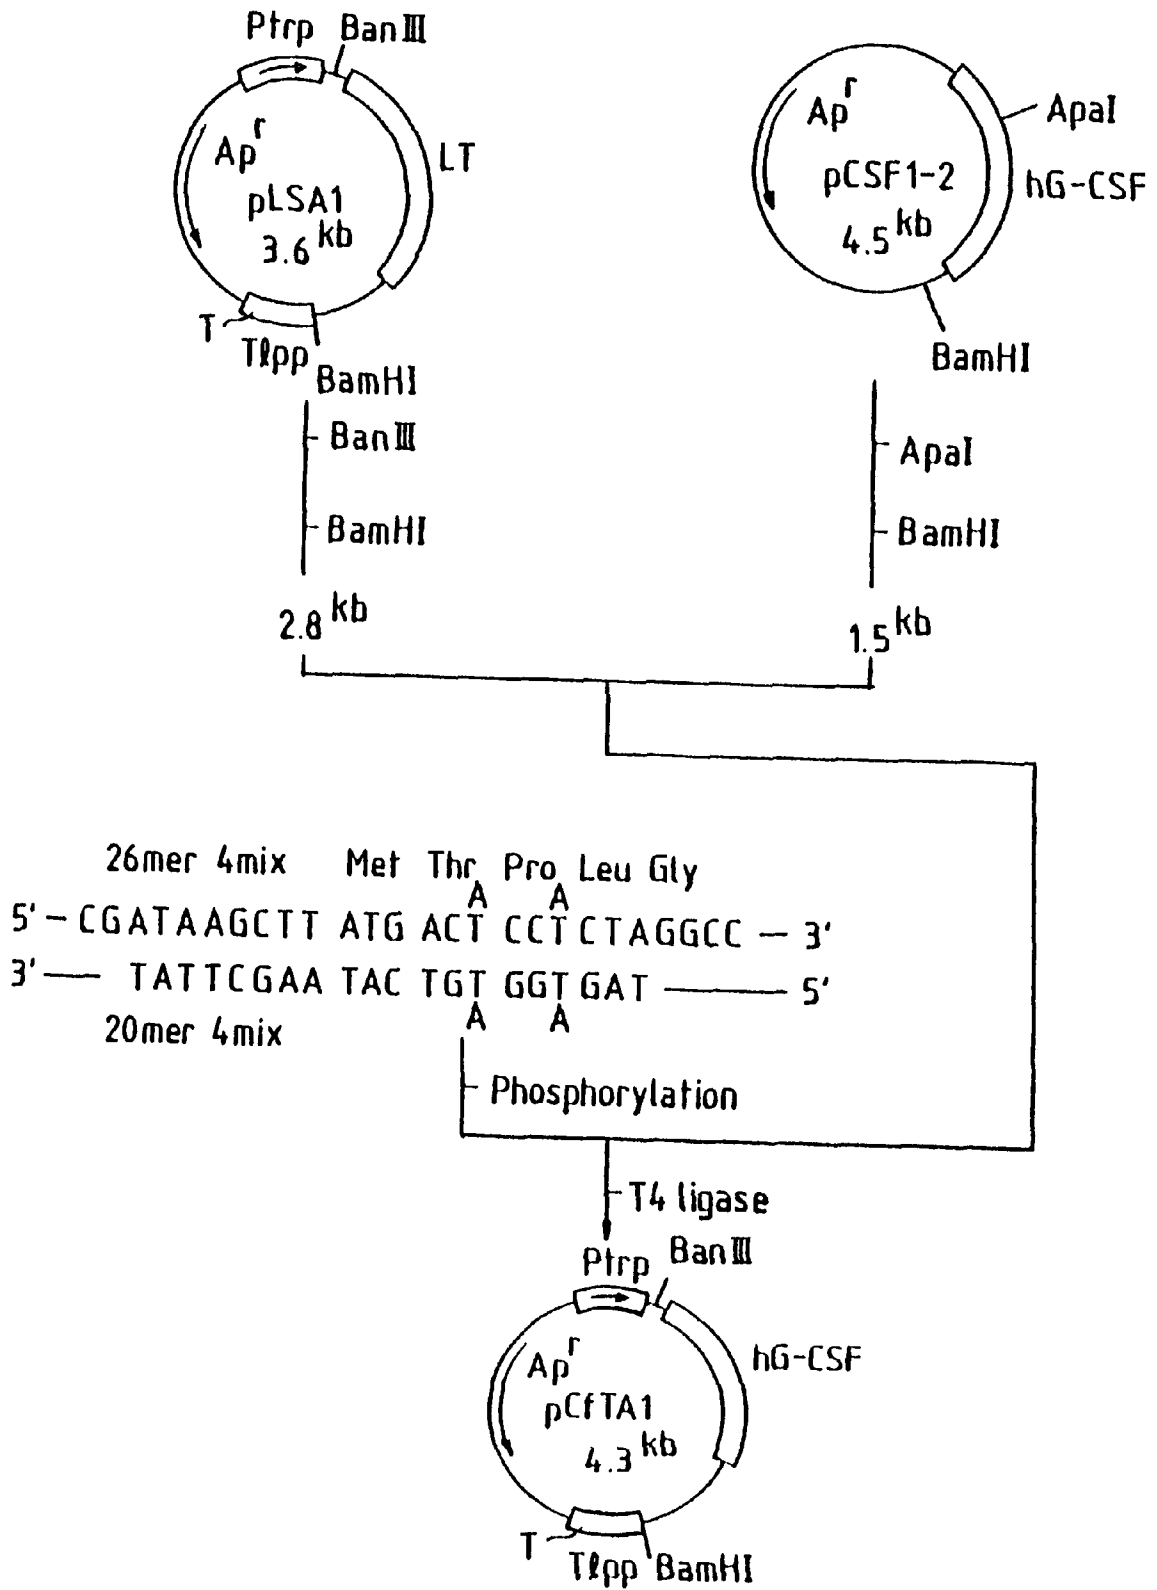 Ptrp BanⅢ
Apʳ
LT
pLSA1
3.6 kb
T
Tℓpp
BamHI
Apʳ
ApaI
pCSF1-2
hG-CSF
4.5 kb
BamHI
BanⅢ
BamHI
2.8 kb
ApaI
BamHI
1.5 kb
26mer 4mix Met Thr Pro Leu Gly
A A
5'-CGATAAGCTT ATG ACT CCT CTAGGCC - 3'
3'— TATTCGAA TAC TGT GGT GAT — 5'
A A
20mer 4mix
Phosphorylation
T4 ligase
Ptrp BanⅢ
Apʳ
hG-CSF
pCfTA1
4.3 kb
T
Tℓpp BamHI